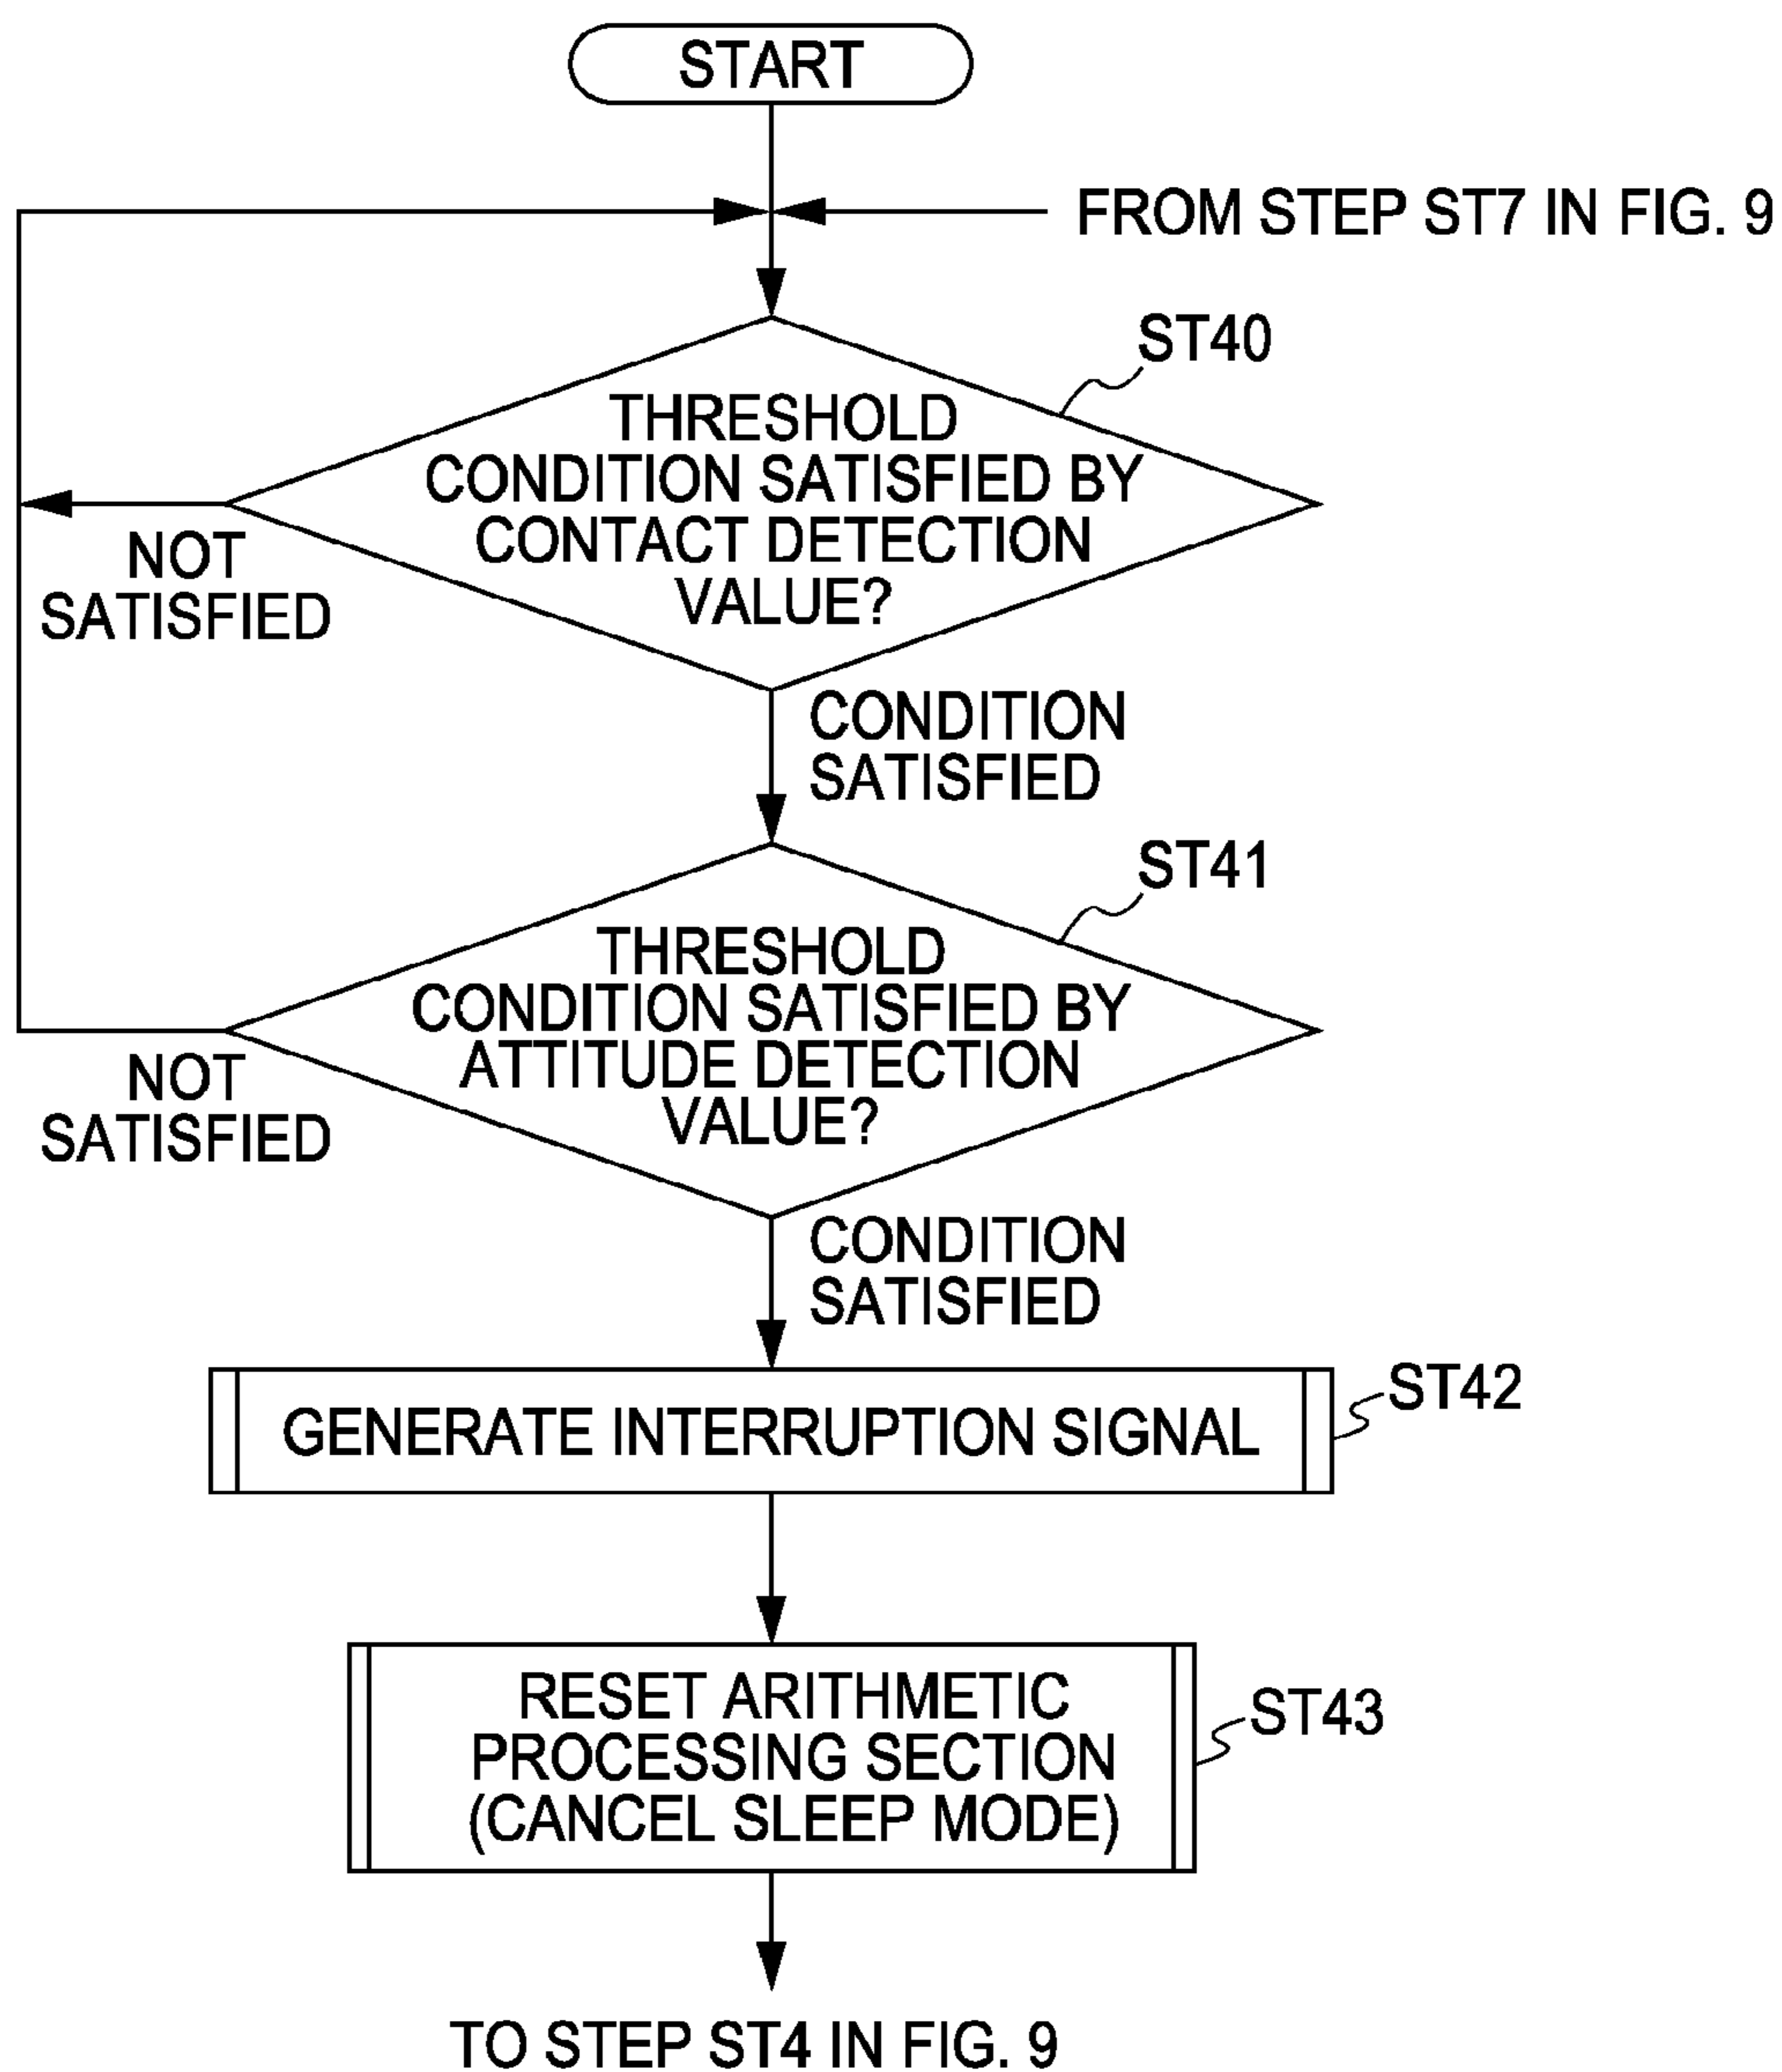 START
FROM STEP ST7 IN FIG. 9
ST40
THRESHOLD
CONDITION SATISFIED BY
CONTACT DETECTION
VALUE?
NOT
SATISFIED
CONDITION
SATISFIED
ST41
THRESHOLD
CONDITION SATISFIED BY
ATTITUDE DETECTION
VALUE?
NOT
SATISFIED
CONDITION
SATISFIED
ST42
GENERATE INTERRUPTION SIGNAL
ST43
RESET ARITHMETIC
PROCESSING SECTION
(CANCEL SLEEP MODE)
TO STEP ST4 IN FIG. 9